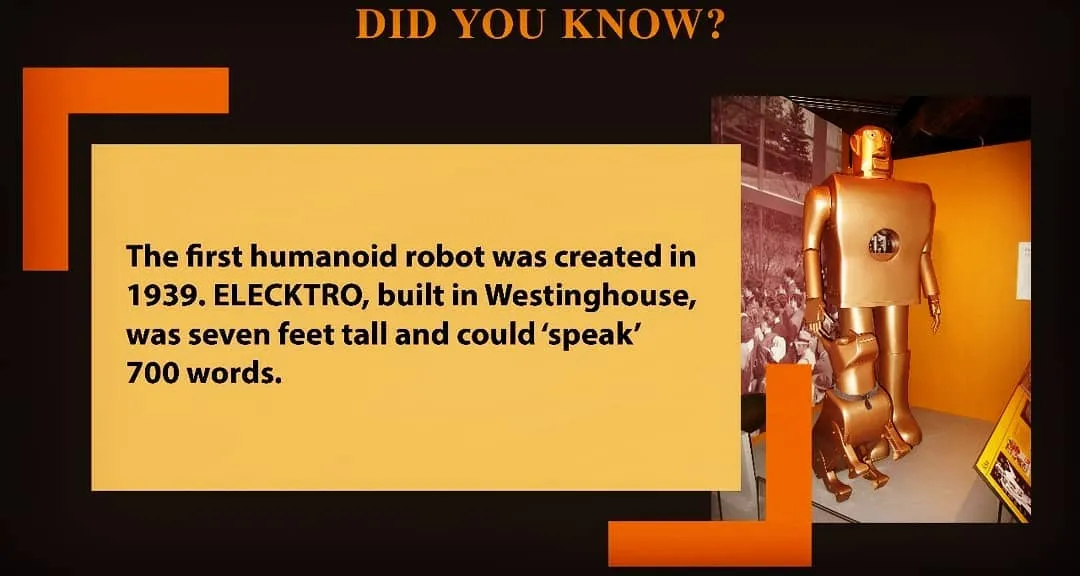 DID YOU KNOW?
The first humanoid robot was created in
1939. ELECKTRO, built in Westinghouse,
was seven feet tall and could ‘speak’
700 words.